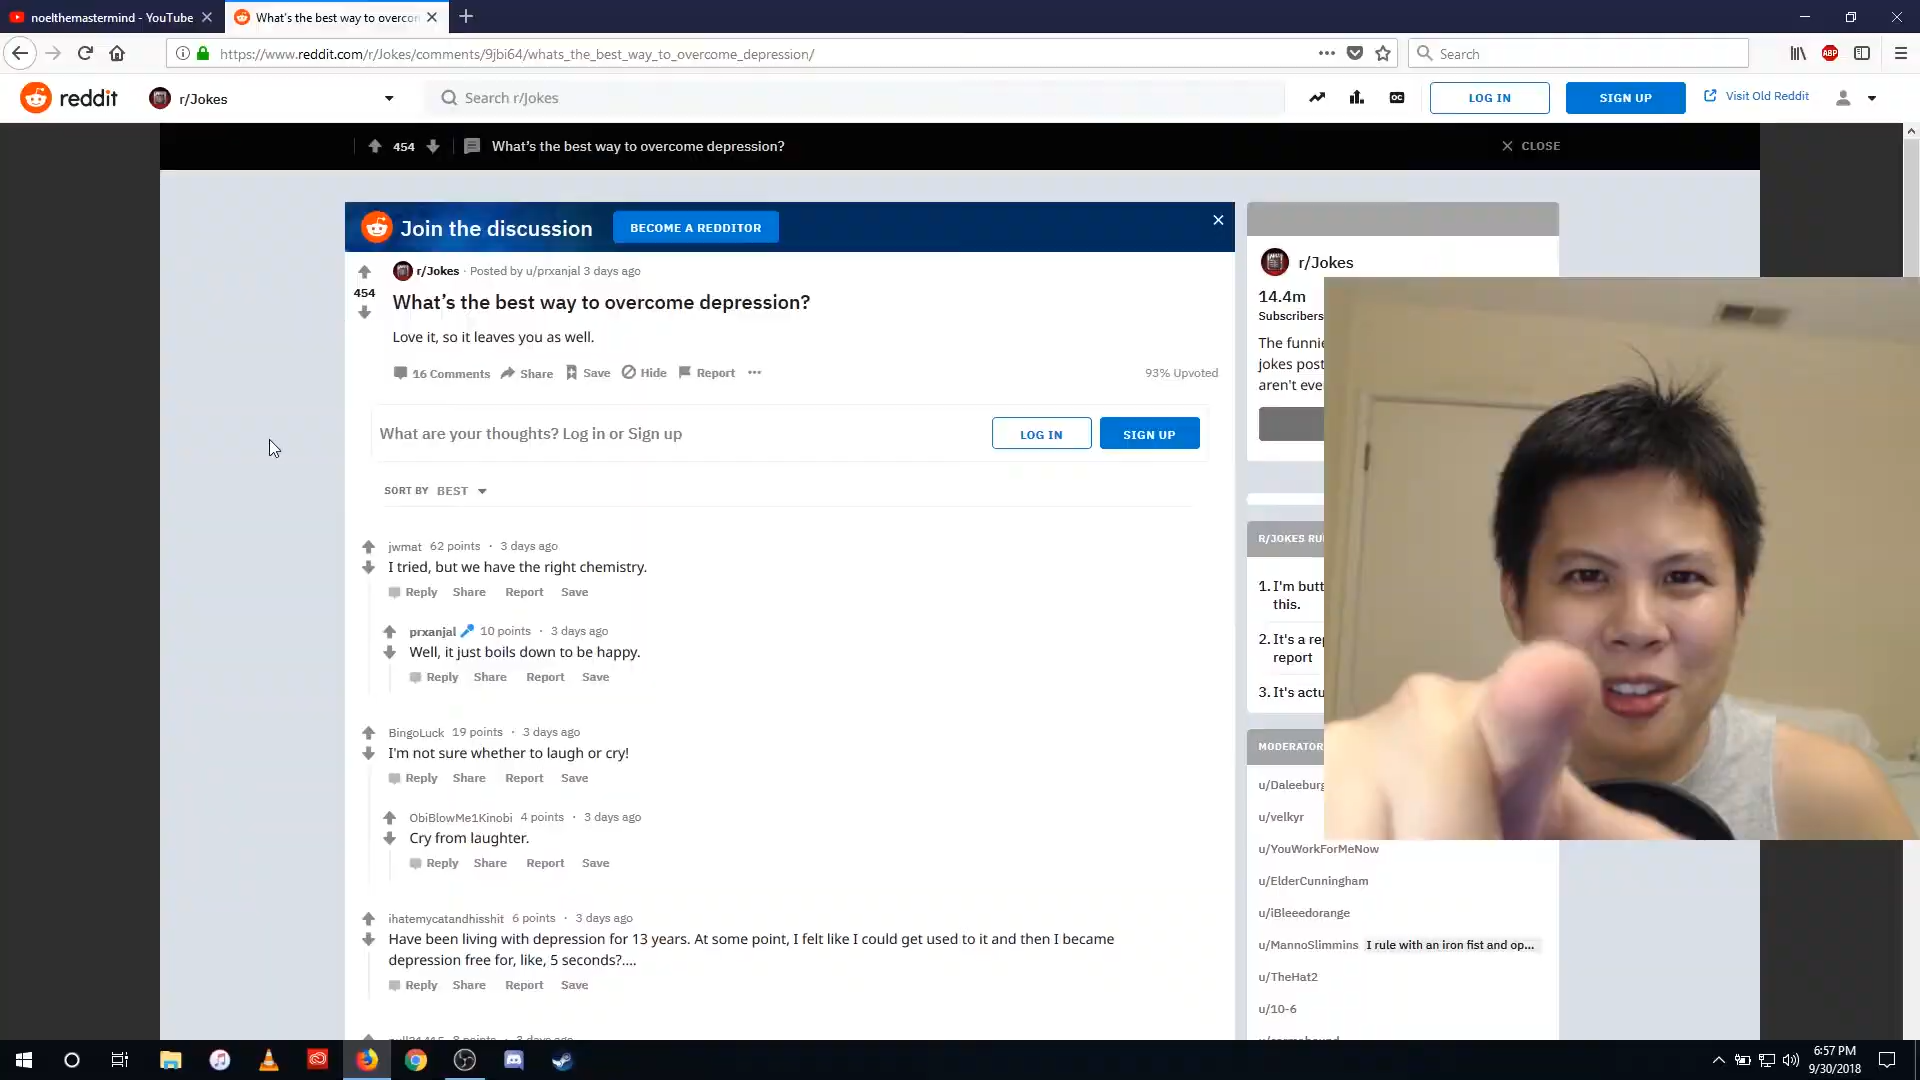 noelthemastermind - YouTube
What's the best way to overcom
https://www.reddit.com/r/Jokes/comments/9jbi64/whats_the_best_way_to_overcome_depression/
Search
reddit
r/Jokes
Search r/Jokes
OC
LOG IN
SIGN UP
Visit Old Reddit
ABP
454
What's the best way to overcome depression?
CLOSE
Join the discussion
BECOME A REDDITOR
r/Jokes · Posted by u/prxanjal 3 days ago
454
What's the best way to overcome depression?
Love it, so it leaves you as well.
16 Comments Share Save Hide Report
93% Upvoted
What are your thoughts? Log in or Sign up
LOG IN
SIGN UP
SORT BY BEST
jwmat 62 points · 3 days ago
I tried, but we have the right chemistry.
Reply Share Report Save
prxanjal 10 points · 3 days ago
Well, it just boils down to be happy.
Reply Share Report Save
BingoLuck 19 points · 3 days ago
I'm not sure whether to laugh or cry!
Reply Share Report Save
ObiBlowMe1Kinobi 4 points · 3 days ago
Cry from laughter.
Reply Share Report Save
ihatemycatandhisshit 6 points · 3 days ago
Have been living with depression for 13 years. At some point, I felt like I could get used to it and then I became
depression free for, like, 5 seconds?....
Reply Share Report Save
r/Jokes
14.4m
Subscribers
The funnie
jokes post
aren't eve
R/JOKES RU
1. I'm butt
this.
2. It's a rep
report
3. It's actu
MODERATOR
u/Daleeburg
u/velkyr
u/YouWorkForMeNow
u/ElderCunningham
u/iBleeedorange
u/MannoSlimmins I rule with an iron fist and op...
u/TheHat2
u/10-6
6:57 PM
9/30/2018